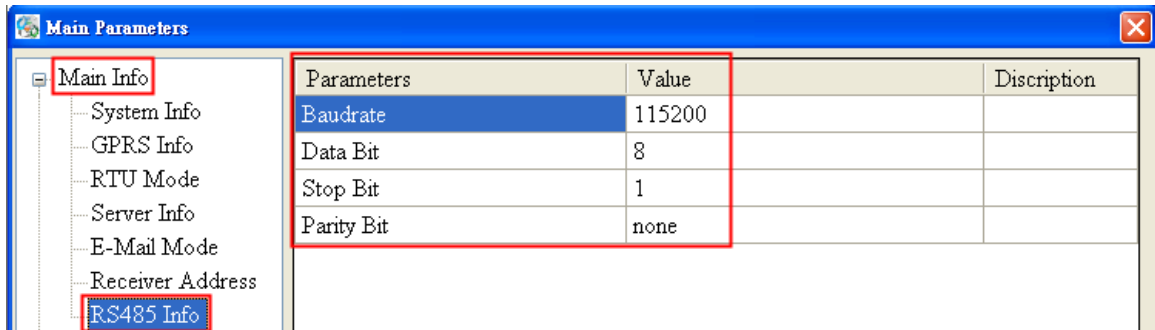 Main Parameters
Main Info
System Info
GPRS Info
RTU Mode
Server Info
E-Mail Mode
Receiver Address
RS485 Info
Parameters Value Discription
Baudrate 115200
Data Bit 8
Stop Bit 1
Parity Bit none